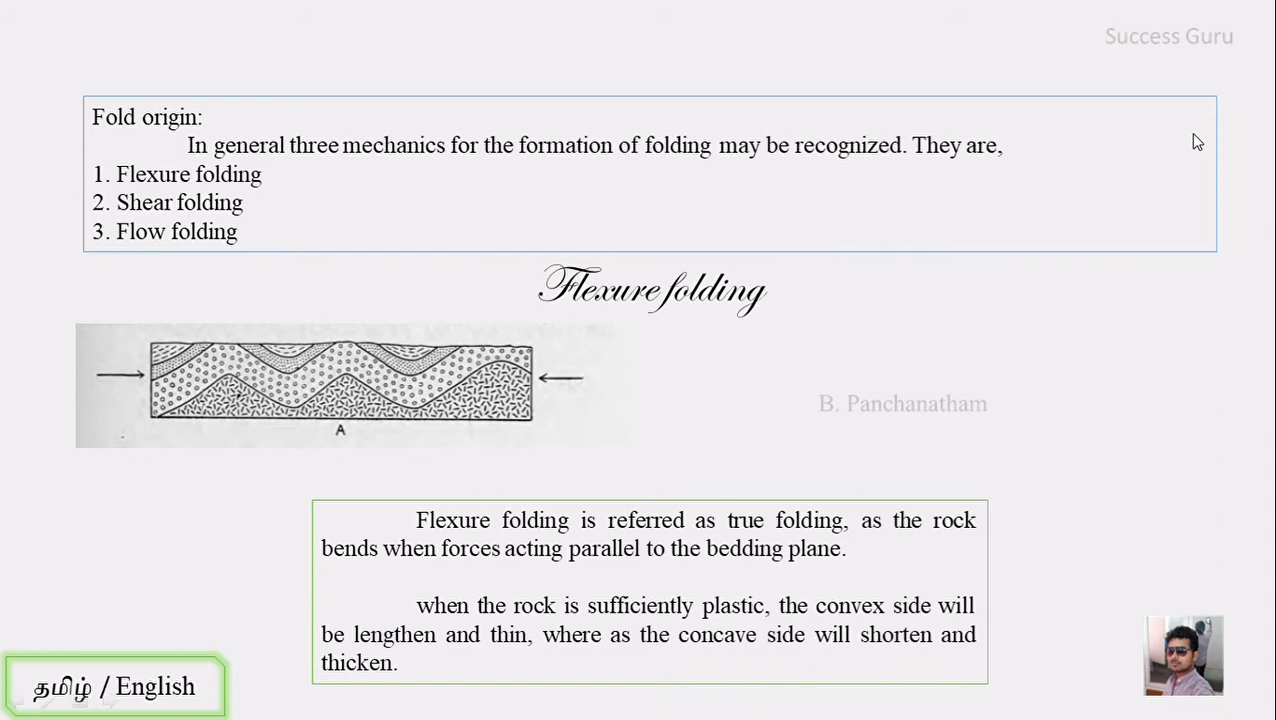 Success Guru
Fold origin:
In general three mechanics for the formation of folding may be recognized. They are,
1. Flexure folding
2. Shear folding
3. Flow folding
Flexure folding
A
B. Panchanatham
Flexure folding is referred as true folding, as the rock
bends when forces acting parallel to the bedding plane.
when the rock is sufficiently plastic, the convex side will
be lengthen and thin, where as the concave side will shorten and
thicken.
தமிழ் / English